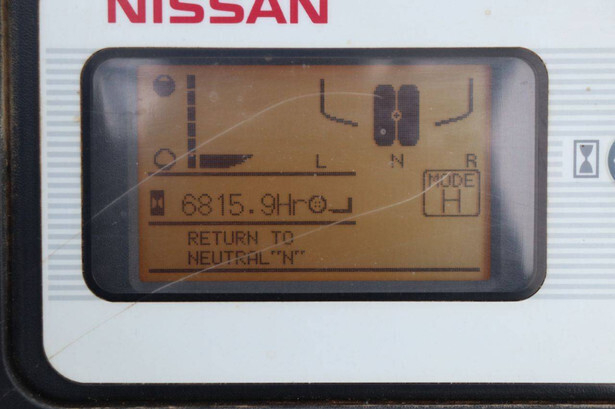 NISSAN
L N R
6815.9Hr
MODE
H
RETURN TO
NEUTRAL"N"